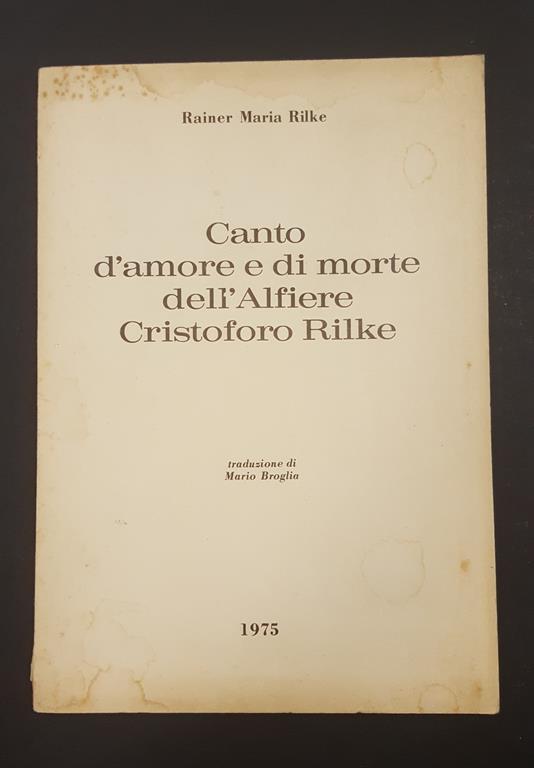 Rainer Maria Rilke
Canto
d'amore e di morte
dell'Alfiere
Cristoforo Rilke
traduzione di
Mario Broglia
1975